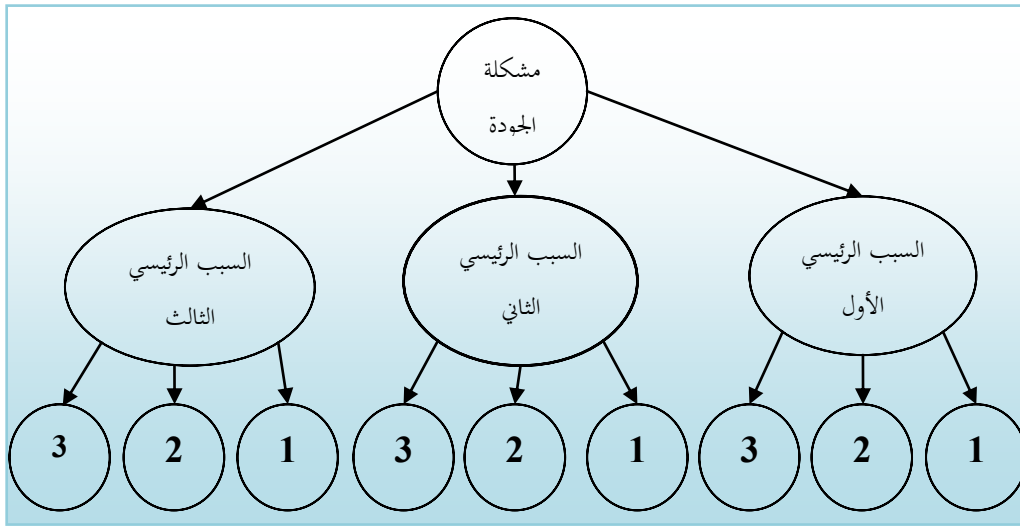 مشكلة
الجودة
السبب الرئيسي
الأول
السبب الرئيسي
الثاني
السبب الرئيسي
الثالث
1
2
3
1
2
3
1
2
3